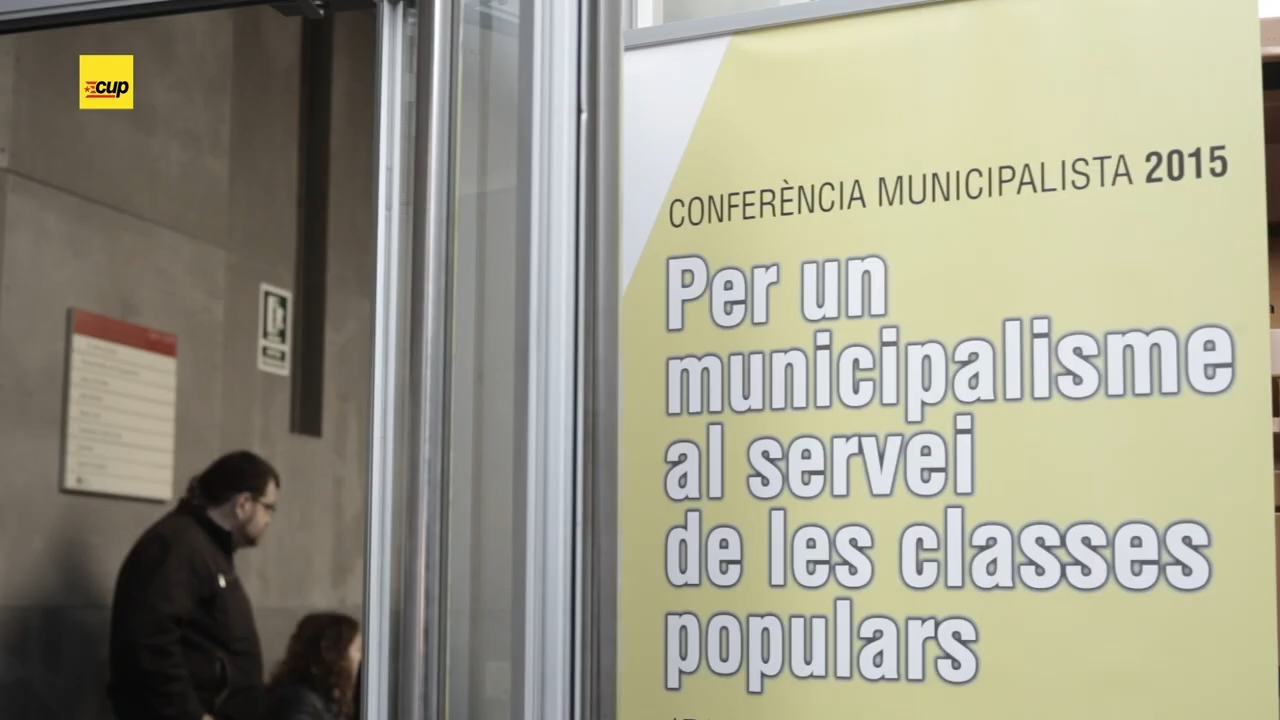 cup
CONFERÈNCIA MUNICIPALISTA 2015
Per un
municipalisme
al servei
de les classes
populars